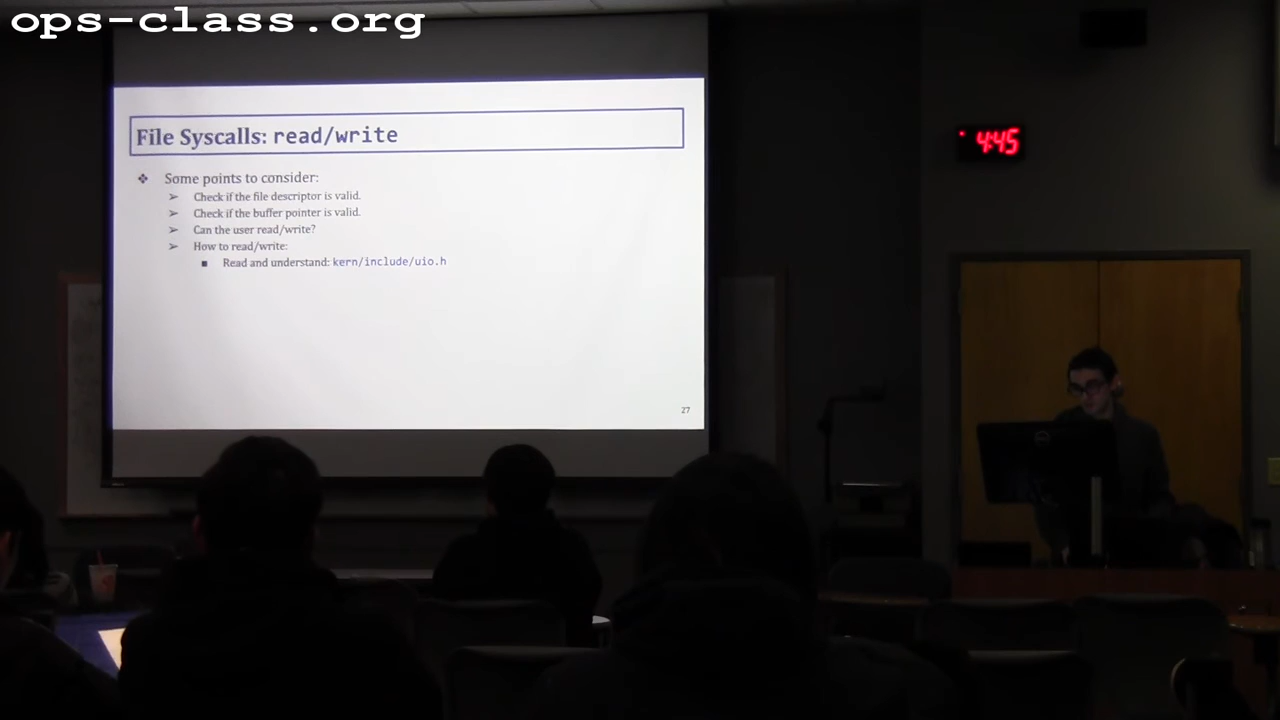 ops-class.org
File Syscalls: read/write
❖ Some points to consider:
➢ Check if the file descriptor is valid.
➢ Check if the buffer pointer is valid.
➢ Can the user read/write?
➢ How to read/write:
■ Read and understand: kern/include/uio.h
27
4:45